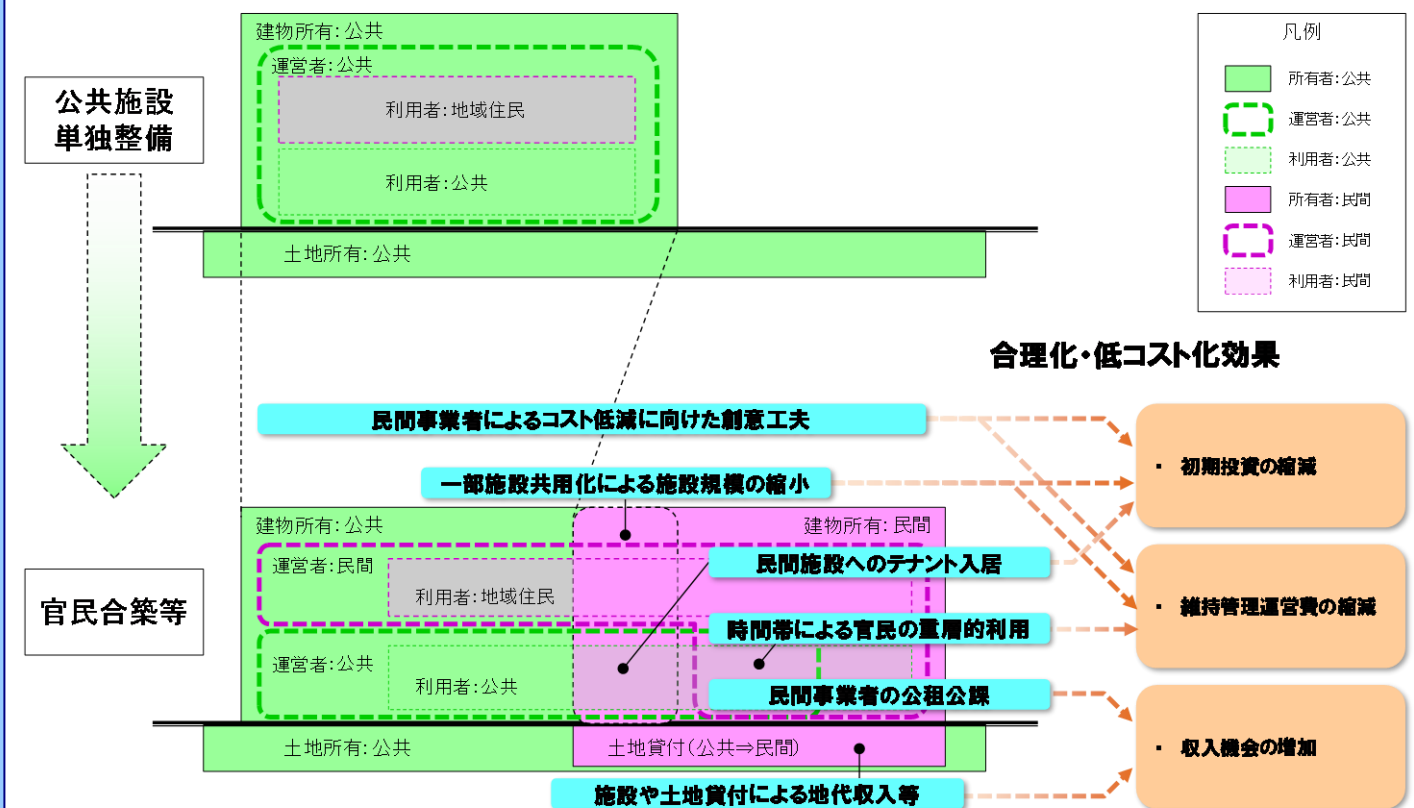 建物所有:公共
運営者:公共
利用者:地域住民
利用者:公共
土地所有:公共
公共施設
単独整備
凡例
所有者:公共
運営者:公共
利用者:公共
所有者:民間
運営者:民間
利用者:民間
合理化・低コスト化効果
民間事業者によるコスト低減に向けた創意工夫
一部施設共用化による施設規模の縮小
建物所有:公共
建物所有:民間
運営者:民間
民間施設へのテナント入居
利用者:地域住民
官民合築等
時間帯による官民の重層的利用
運営者:公共
利用者:公共
民間事業者の公租公課
土地所有:公共
土地貸付(公共⇒民間)
施設や土地貸付による地代収入等
・ 初期投資の縮減
・ 維持管理運営費の縮減
・ 収入機会の増加